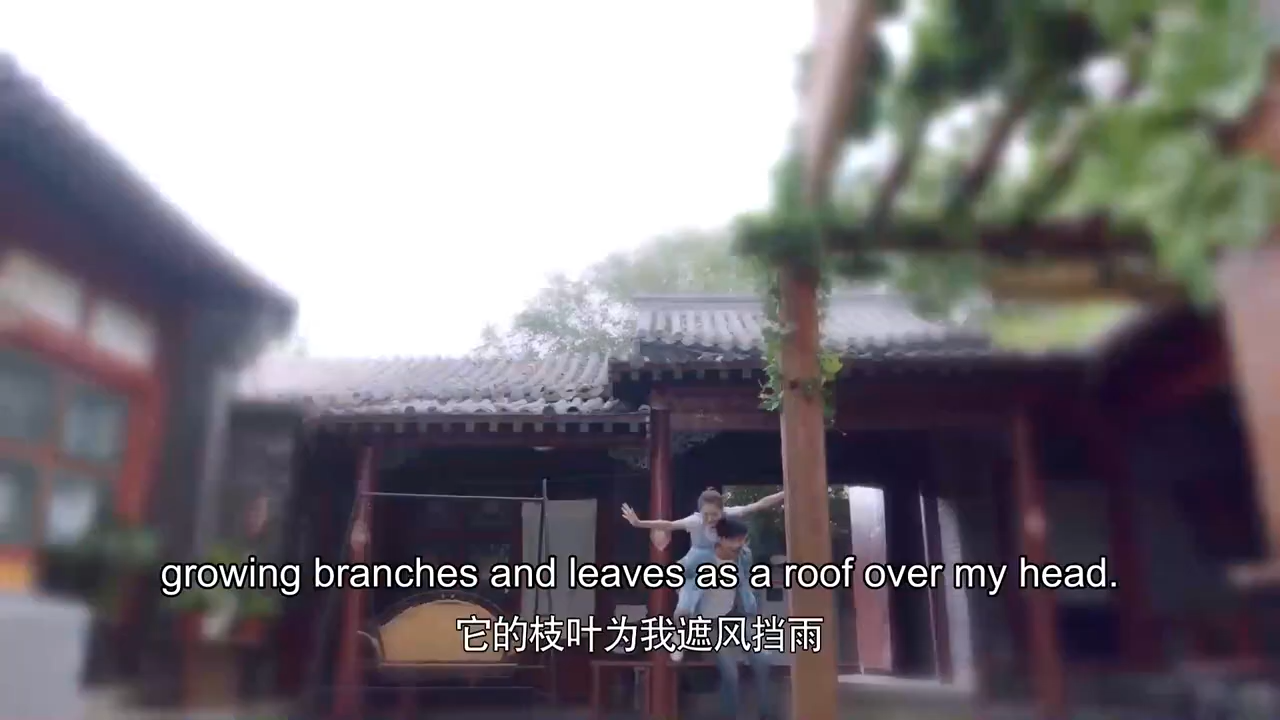 growing branches and leaves as a roof over my head.
它的枝叶为我遮风挡雨